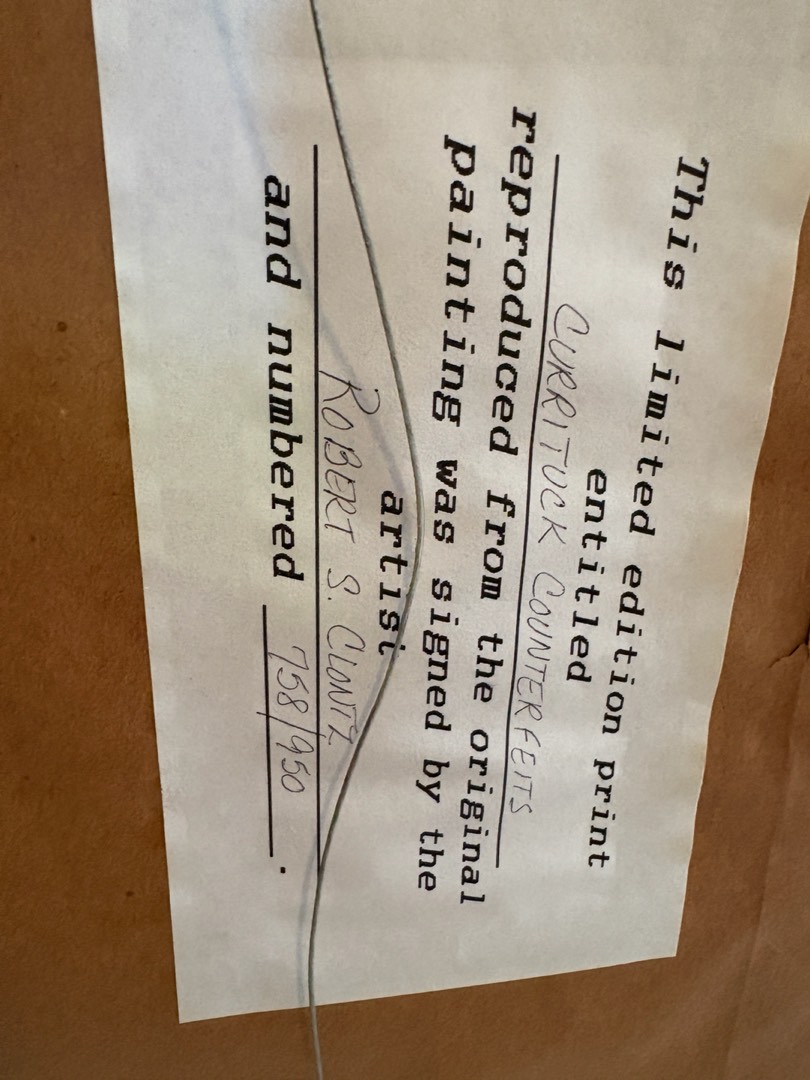 This limited edition print
entitled
CURRITUCK COUNTERFEITS
reproduced from the original
painting was signed by the
artist
ROBERT S. CLONTZ
and numbered 758/950.